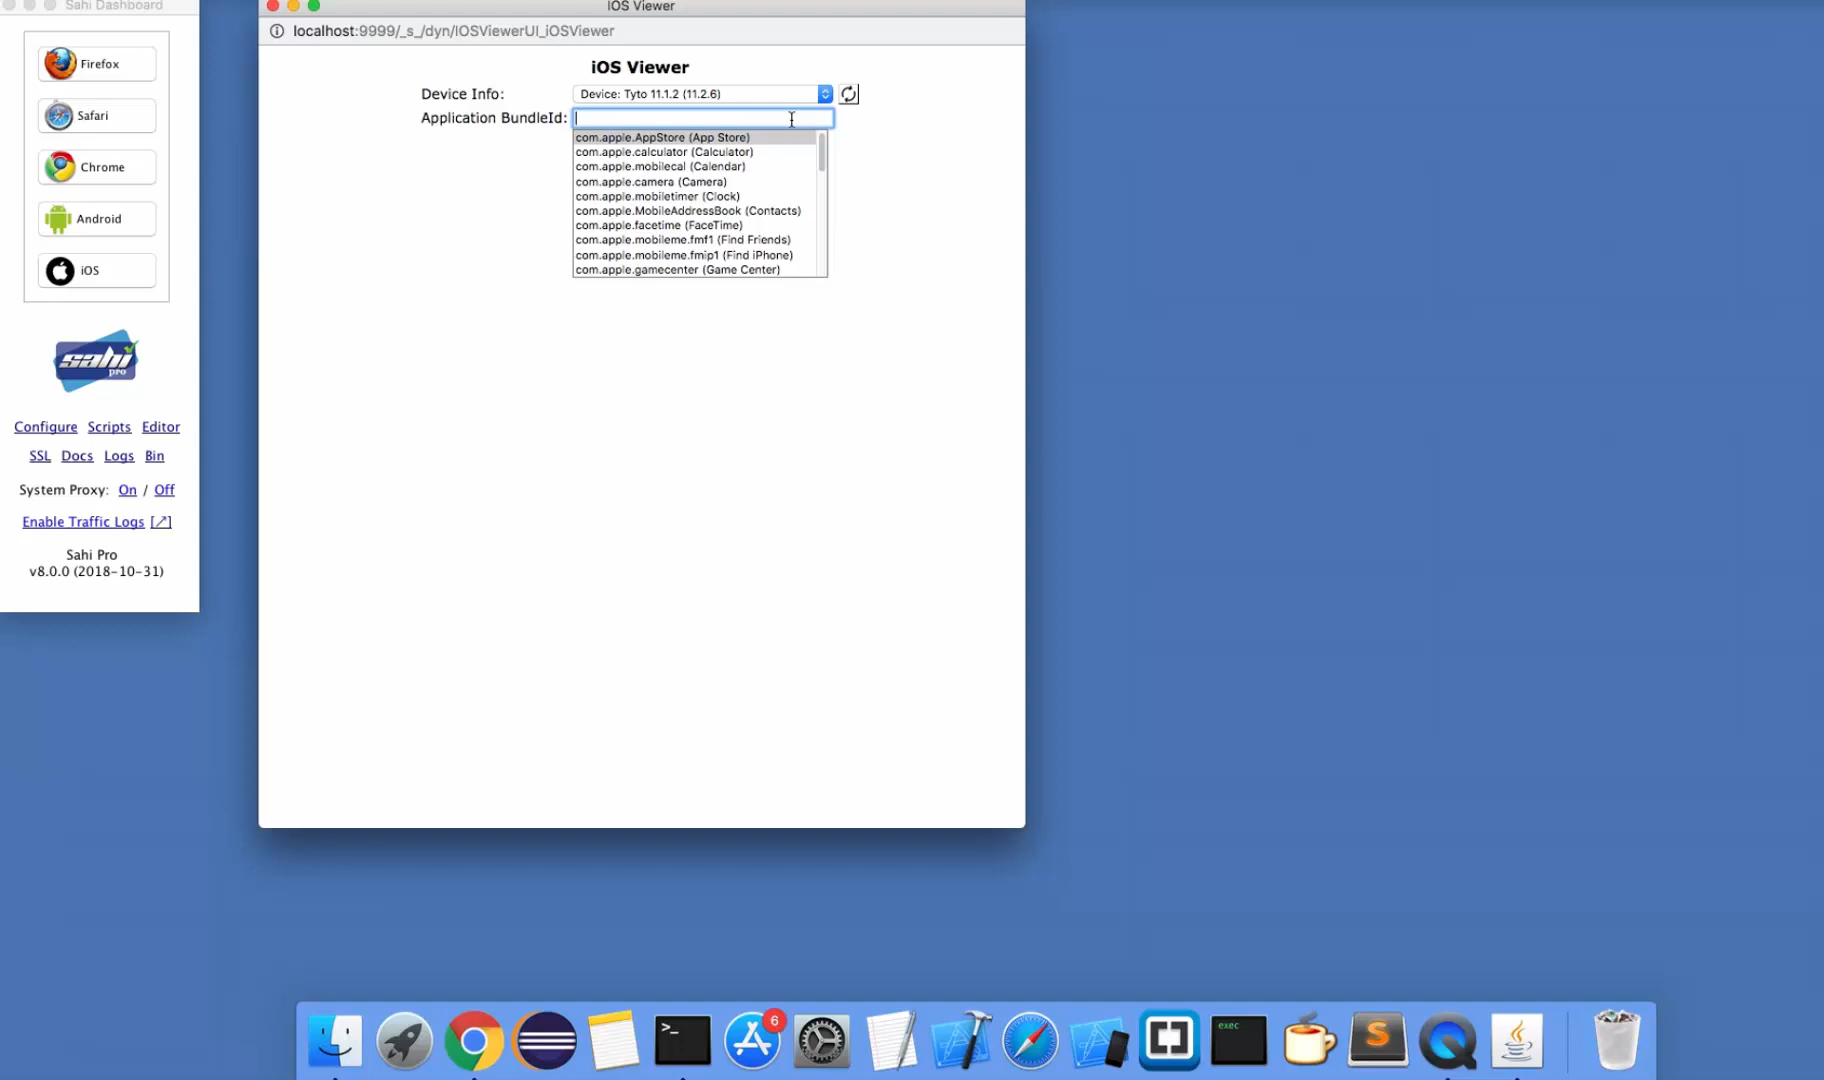 Sahi Dashboard
Firefox
Safari
Chrome
Android
iOS
sahi
pro
Configure Scripts Editor
SSL Docs Logs Bin
System Proxy: On / Off
Enable Traffic Logs [↗]
Sahi Pro
v8.0.0 (2018-10-31)
iOS Viewer
localhost:9999/_s_/dyn/IOSViewerUI_iOSViewer
iOS Viewer
Device Info: Device: Tyto 11.1.2 (11.2.6)
Application BundleId:
com.apple.AppStore (App Store)
com.apple.calculator (Calculator)
com.apple.mobilecal (Calendar)
com.apple.camera (Camera)
com.apple.mobiletimer (Clock)
com.apple.MobileAddressBook (Contacts)
com.apple.facetime (FaceTime)
com.apple.mobileme.fmf1 (Find Friends)
com.apple.mobileme.fmip1 (Find iPhone)
com.apple.gamecenter (Game Center)
>_
6
exec
S